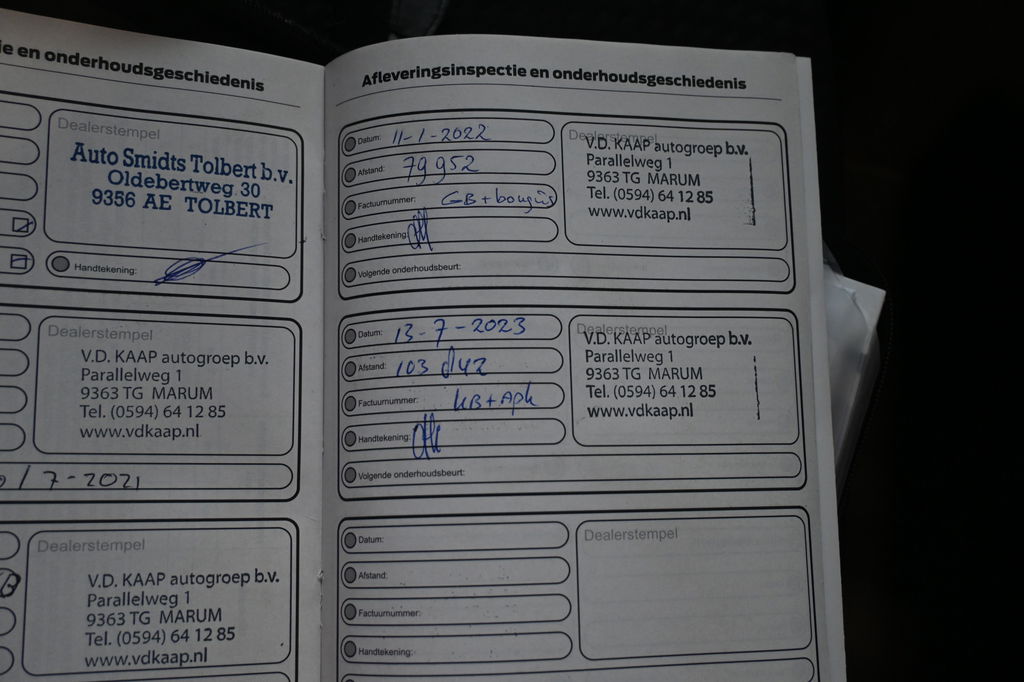 ie en onderhoudsgeschiedenis
Dealerstempel
Auto Smidts Tolbert b.v.
Oldebertweg 30
9356 AE TOLBERT
Handtekening:
Dealerstempel
V.D. KAAP autogroep b.v.
Parallelweg 1
9363 TG MARUM
Tel. (0594) 64 12 85
www.vdkaap.nl
/ 7 - 2021
Dealerstempel
V.D. KAAP autogroep b.v.
Parallelweg 1
9363 TG MARUM
Tel. (0594) 64 12 85
www.vdkaap.nl
Afleveringsinspectie en onderhoudsgeschiedenis
Datum: 11-1-2022
Afstand: 79952
Factuurnummer: GB + bougies
Handtekening:
Volgende onderhoudsbeurt:
Dealerstempel
V.D. KAAP autogroep b.v.
Parallelweg 1
9363 TG MARUM
Tel. (0594) 64 12 85
www.vdkaap.nl
Datum: 13-7-2023
Afstand: 103
Factuurnummer: KB + Apk
Handtekening:
Volgende onderhoudsbeurt:
Dealerstempel
V.D. KAAP autogroep b.v.
Parallelweg 1
9363 TG MARUM
Tel. (0594) 64 12 85
www.vdkaap.nl
Datum:
Afstand:
Factuurnummer:
Handtekening:
Dealerstempel